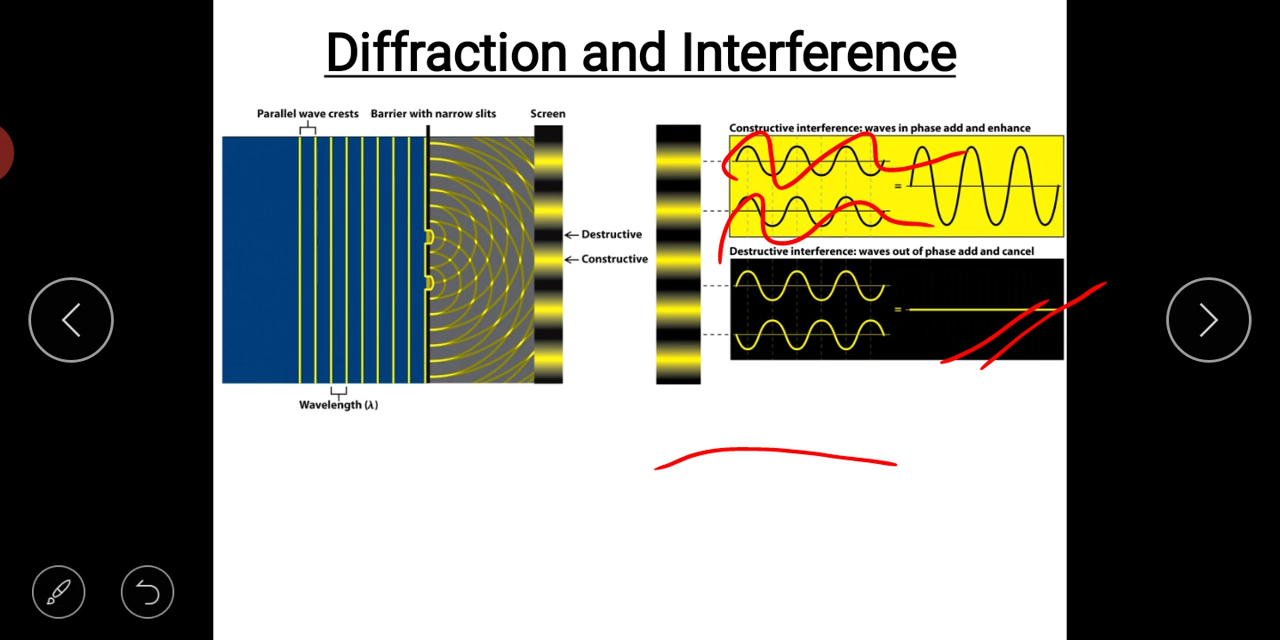 Diffraction and Interference
Parallel wave crests
Barrier with narrow slits
Screen
Destructive
Constructive
Wavelength (λ)
Constructive interference: waves in phase add and enhance
=
Destructive interference: waves out of phase add and cancel
=